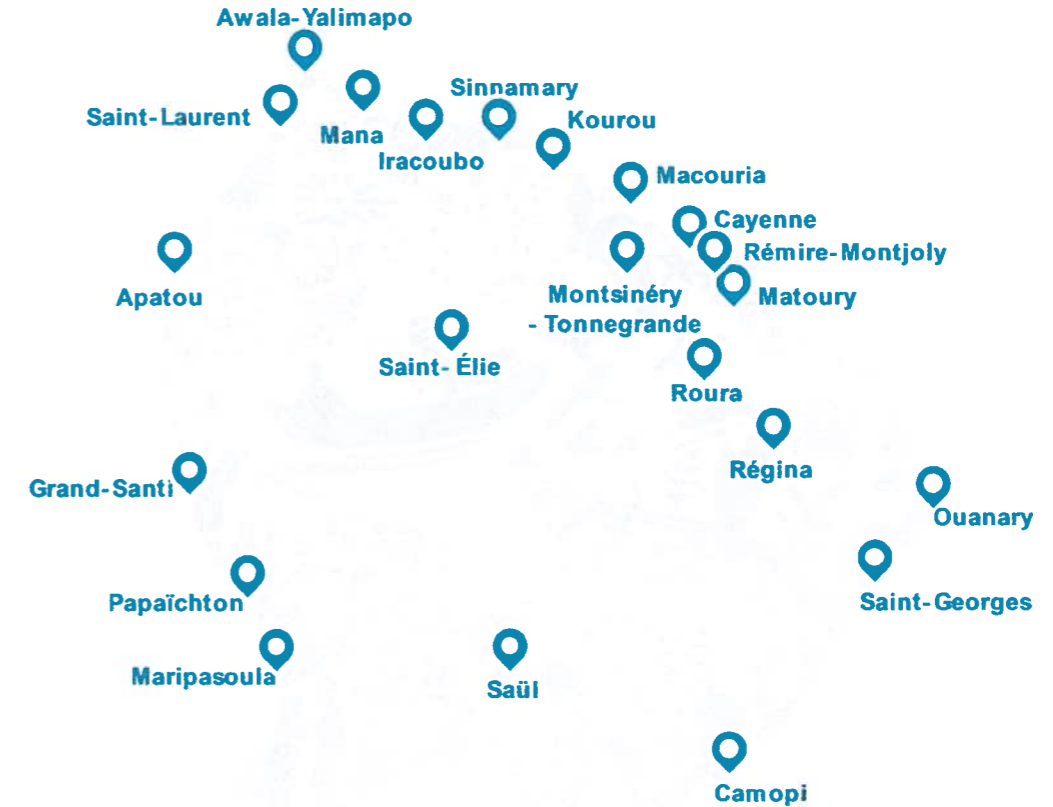 Awala-Yalimapo
Sinnamary
Saint-Laurent
Kourou
Mana
Iracoubo
Macouria
Cayenne
Rémire-Montjoly
Apatou
Montsinéry
- Tonnegrande
Matoury
Saint-Élie
Roura
Régina
Grand-Santi
Ouanary
Papaïchton
Saint-Georges
Maripasoula
Saül
Camopi